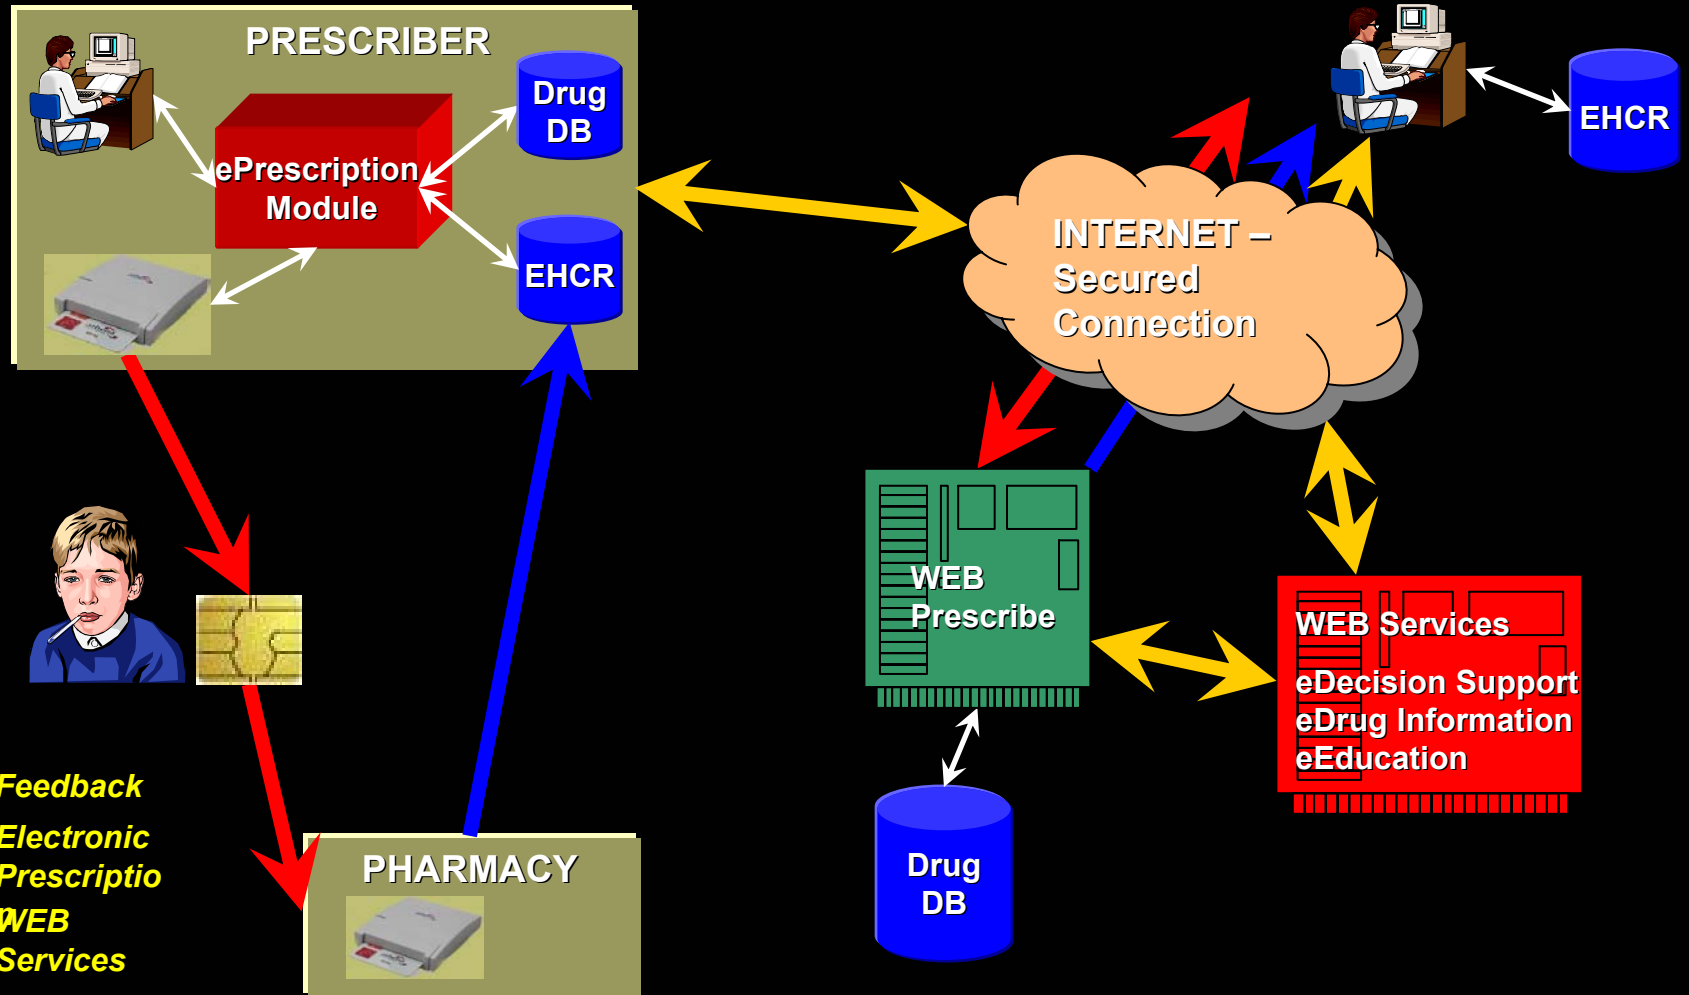 PRESCRIBER
Drug
DB
ePrescription
Module
EHCR
EHCR
INTERNET –
Secured
Connection
WEB
Prescribe
WEB Services
eDecision Support
eDrug Information
eEducation
Feedback
Electronic
Prescriptio
n
WEB
Services
PHARMACY
Drug
DB